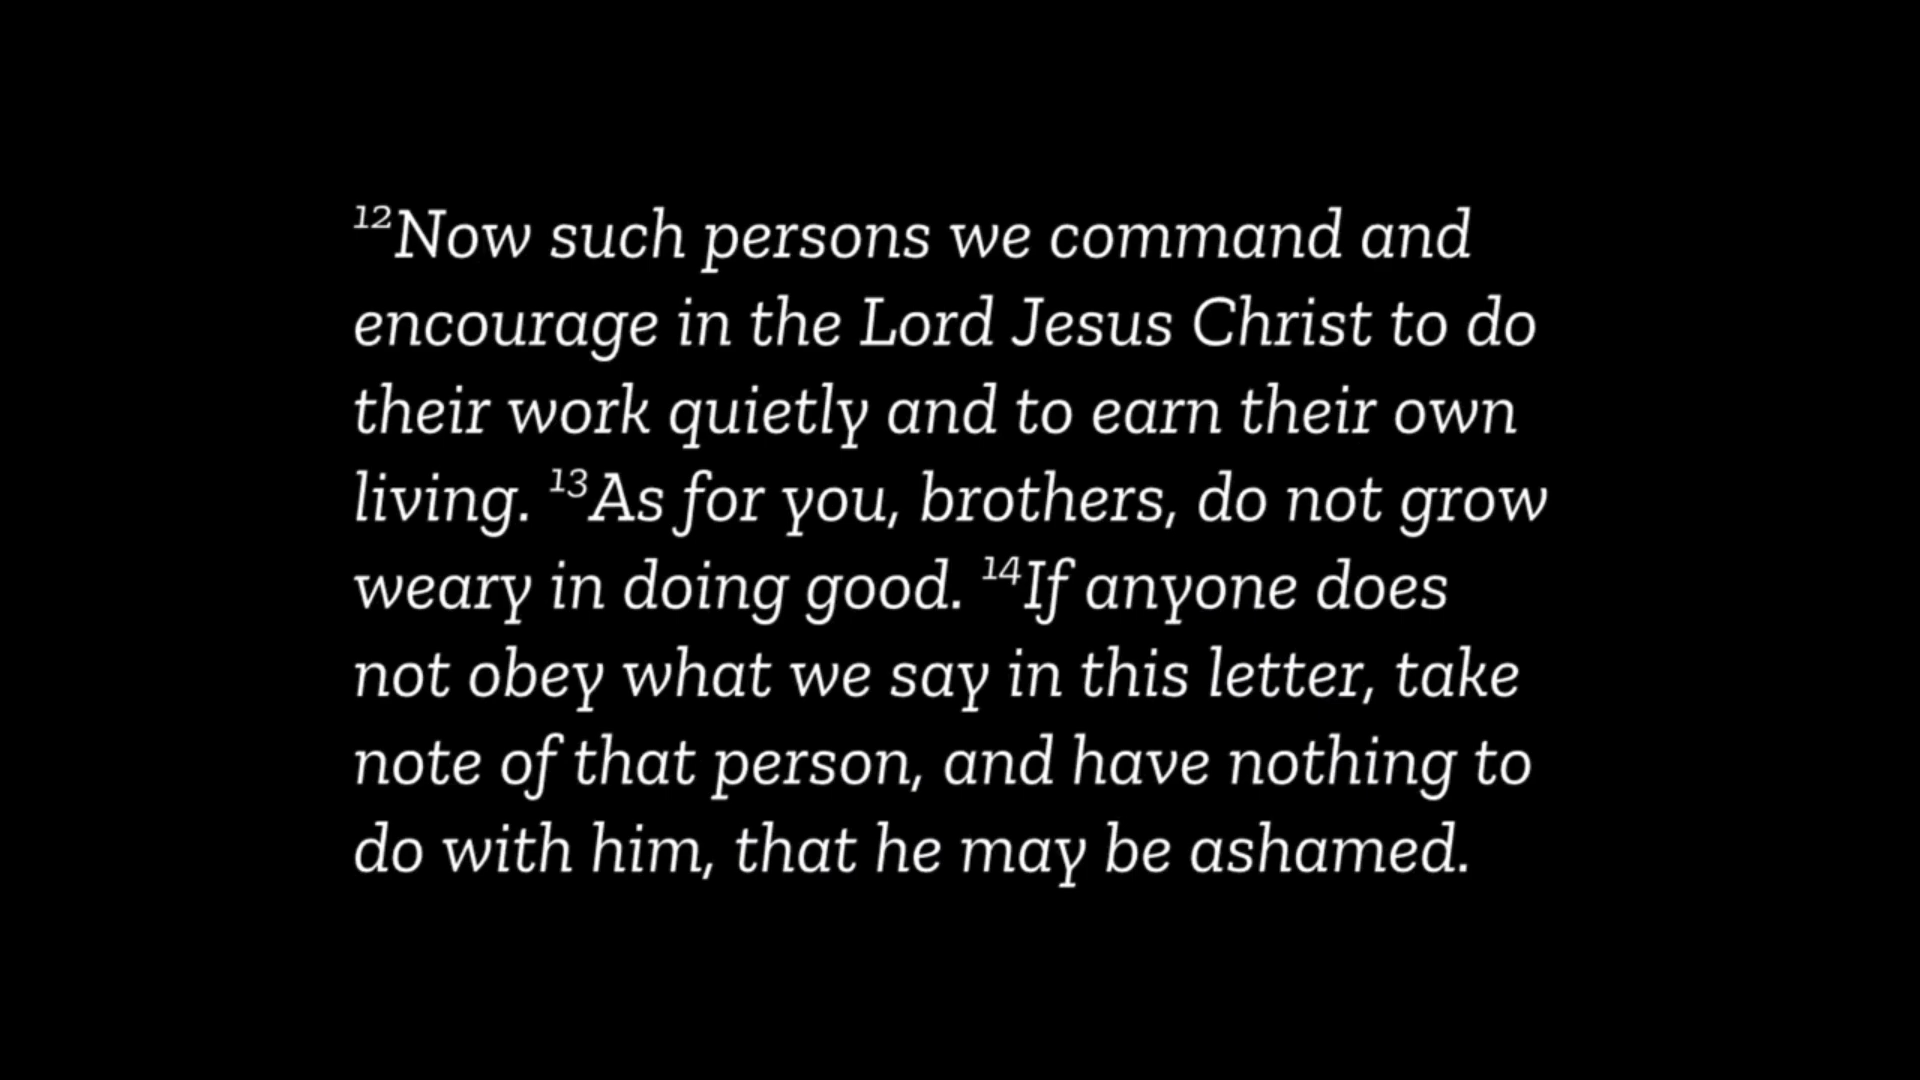 ¹²Now such persons we command and
encourage in the Lord Jesus Christ to do
their work quietly and to earn their own
living. ¹³As for you, brothers, do not grow
weary in doing good. ¹⁴If anyone does
not obey what we say in this letter, take
note of that person, and have nothing to
do with him, that he may be ashamed.